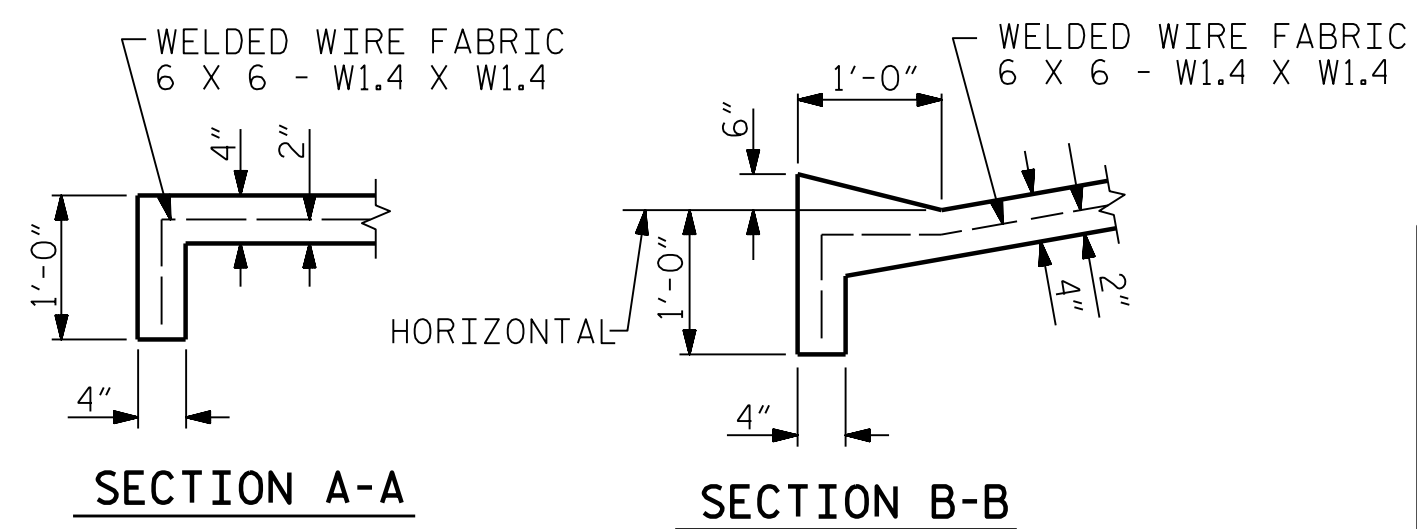 WELDED WIRE FABRIC
6 X 6 - W1.4 X W1.4
4"
2"
1'-0"
4"
SECTION A-A
WELDED WIRE FABRIC
6 X 6 - W1.4 X W1.4
1'-0"
6"
1'-0"
HORIZONTAL
4"
2"
4"
SECTION B-B